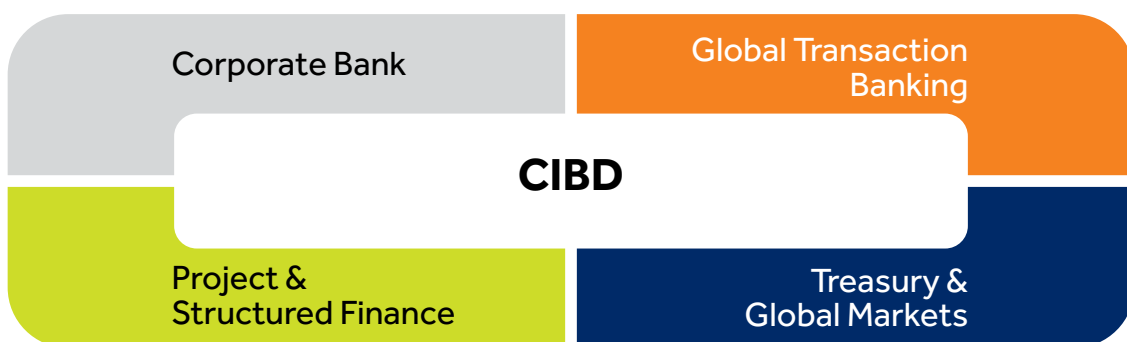 Corporate Bank
Global Transaction
Banking
CIBD
Project &
Structured Finance
Treasury &
Global Markets